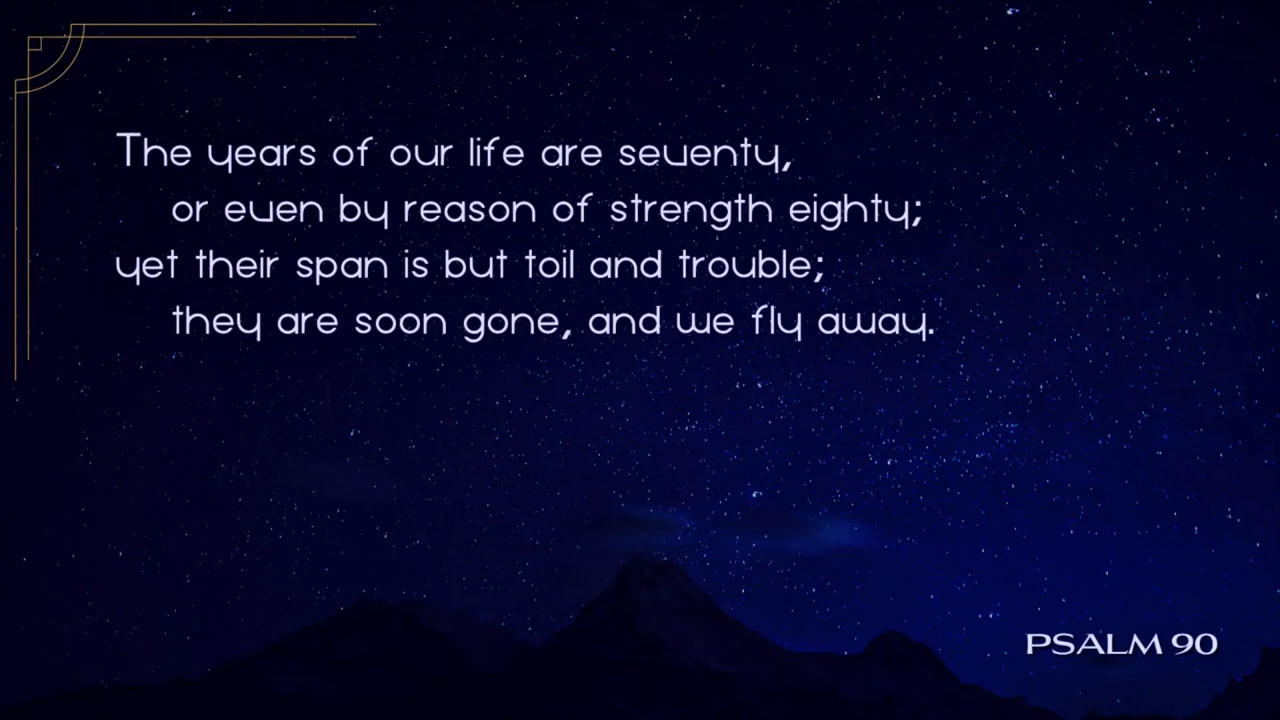 The years of our life are seventy,
or even by reason of strength eighty;
yet their span is but toil and trouble;
they are soon gone, and we fly away.
PSALM 90